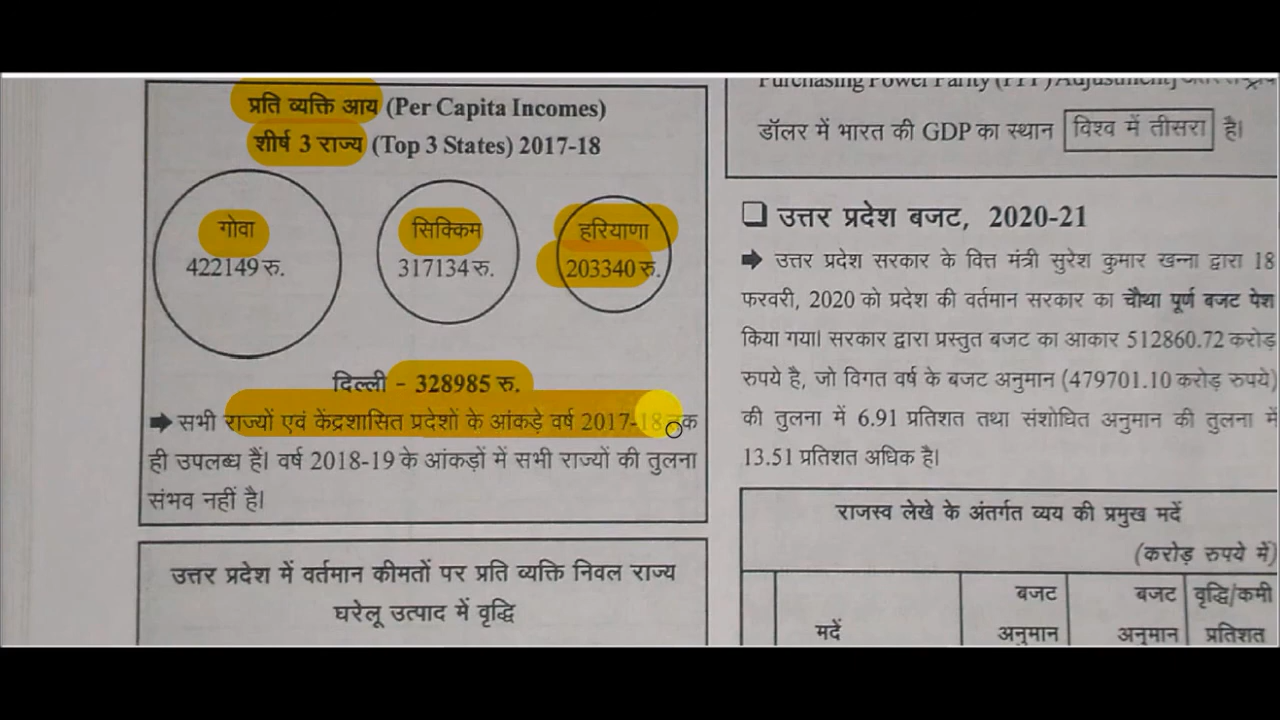 प्रति व्यक्ति आय (Per Capita Incomes)
शीर्ष 3 राज्य (Top 3 States) 2017-18
गोवा
422149 रु.
सिक्किम
317134 रु.
हरियाणा
203340 रु.
दिल्ली - 328985 रु.
➡ सभी राज्यों एवं केंद्रशासित प्रदेशों के आंकड़े वर्ष 2017-18 तक
ही उपलब्ध हैं। वर्ष 2018-19 के आंकड़ों में सभी राज्यों की तुलना
संभव नहीं है।
उत्तर प्रदेश में वर्तमान कीमतों पर प्रति व्यक्ति निवल राज्य
घरेलू उत्पाद में वृद्धि
Purchasing Power Parity (PPP) Adjustment]
डॉलर में भारत की GDP का स्थान विश्व में तीसरा है।
❑ उत्तर प्रदेश बजट, 2020-21
➡ उत्तर प्रदेश सरकार के वित्त मंत्री सुरेश कुमार खन्ना द्वारा 18
फरवरी, 2020 को प्रदेश की वर्तमान सरकार का चौथा पूर्ण बजट पेश
किया गया। सरकार द्वारा प्रस्तुत बजट का आकार 512860.72 करोड़
रुपये है, जो विगत वर्ष के बजट अनुमान (479701.10 करोड़ रुपये)
की तुलना में 6.91 प्रतिशत तथा संशोधित अनुमान की तुलना में
13.51 प्रतिशत अधिक है।
राजस्व लेखे के अंतर्गत व्यय की प्रमुख मदें
(करोड़ रुपये में)
बजट बजट वृद्धि/कमी
मदें अनुमान अनुमान प्रतिशत